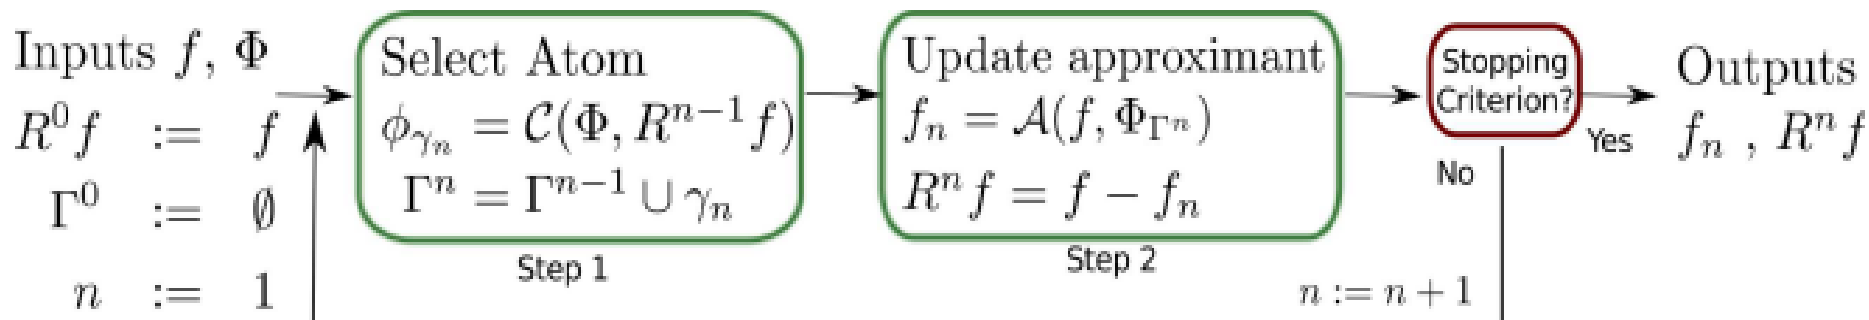 Inputs f, Φ
R⁰f := f
Γ⁰ := ∅
n := 1
Select Atom
ϕ_{γ_n} = 𝒞(Φ, R^{n−1}f)
Γⁿ = Γ^{n−1} ∪ γ_n
Step 1
Update approximant
f_n = 𝒜(f, Φ_{Γⁿ})
Rⁿf = f − f_n
Step 2
Stopping
Criterion?
Yes
No
n := n + 1
Outputs
f_n , Rⁿf